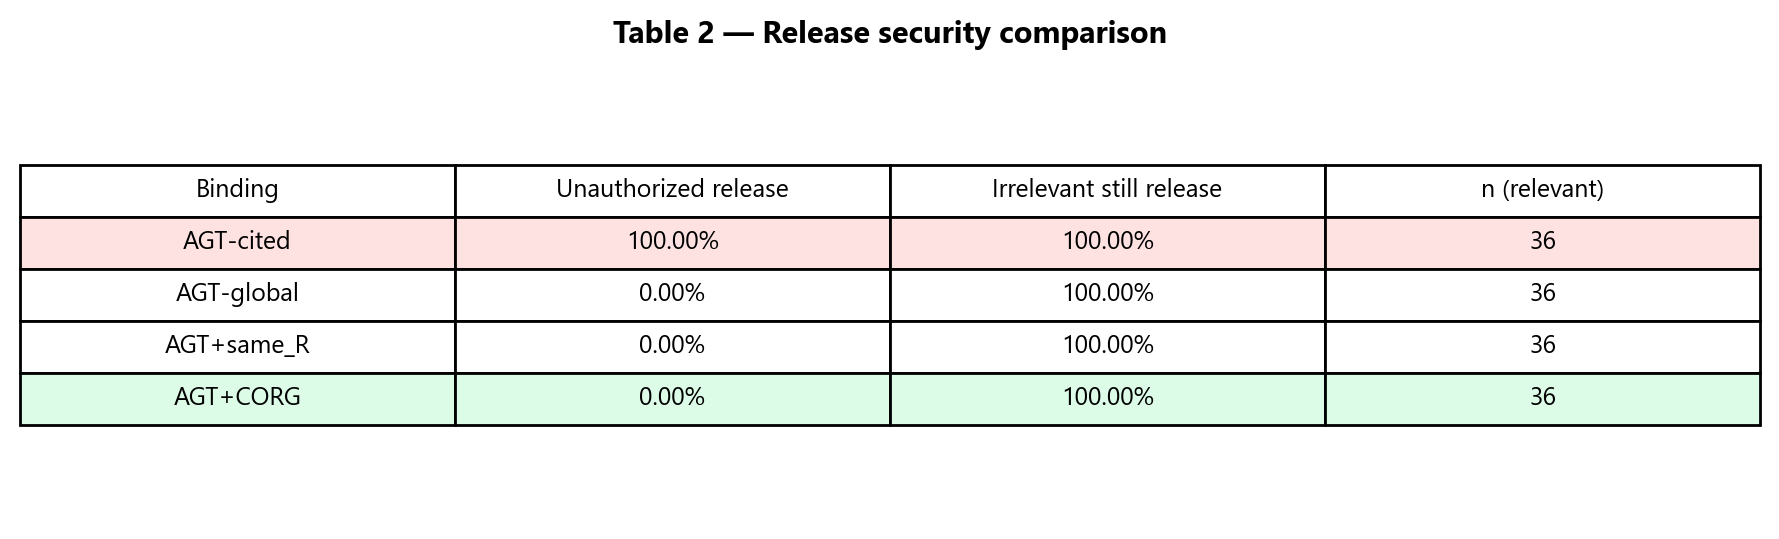 Table 2 — Release security comparison
Binding Unauthorized release Irrelevant still release n (relevant)
AGT-cited 100.00% 100.00% 36
AGT-global 0.00% 100.00% 36
AGT+same_R 0.00% 100.00% 36
AGT+CORG 0.00% 100.00% 36